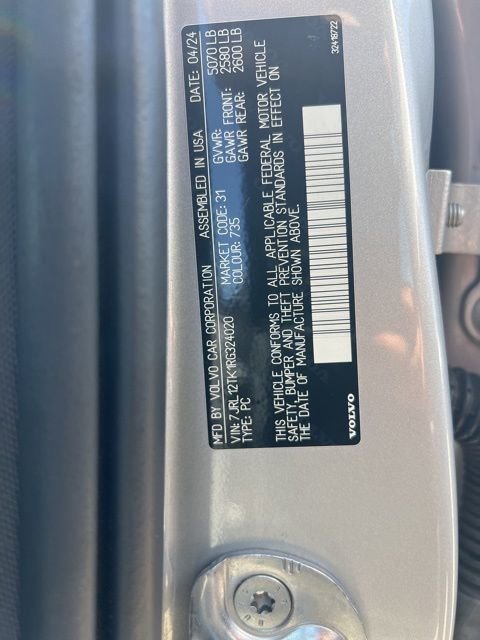 MFD BY VOLVO CAR CORPORATION ASSEMBLED IN USA DATE: 04/24
VIN: 7JRL12TK1RG324020 MARKET CODE: 31 GVWR: 5070 LB
TYPE: PC COLOUR: 735 GAWR FRONT: 2580 LB
GAWR REAR: 2600 LB
THIS VEHICLE CONFORMS TO ALL APPLICABLE FEDERAL MOTOR VEHICLE
SAFETY, BUMPER AND THEFT PREVENTION STANDARDS IN EFFECT ON
THE DATE OF MANUFACTURE SHOWN ABOVE.
VOLVO 32418722